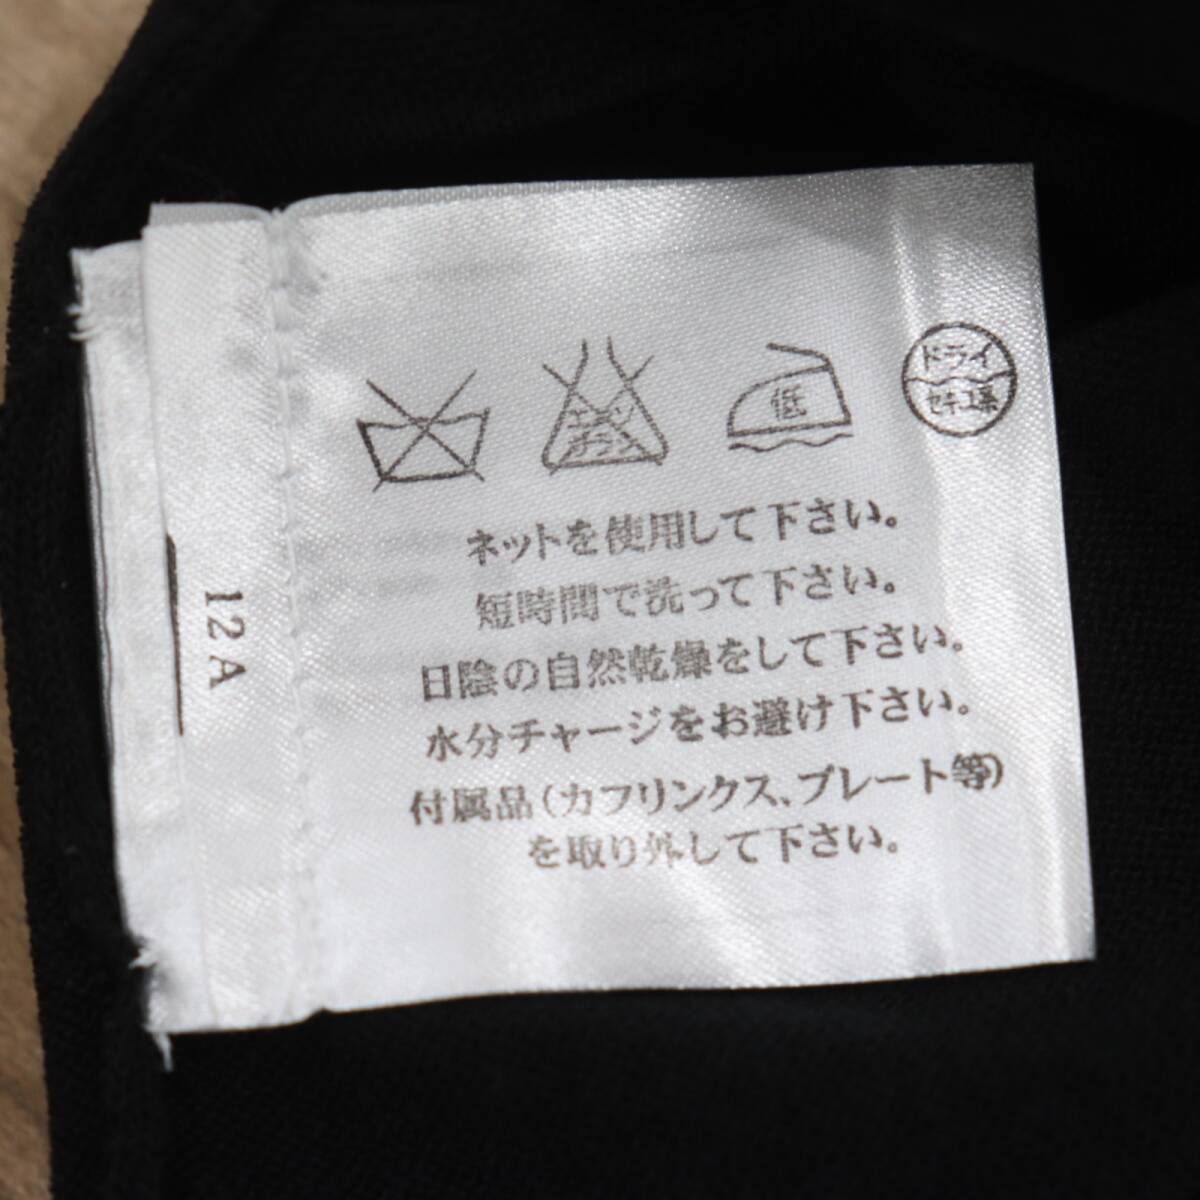 エンソ
サラシ
低
ドライ
セキユ系
ネットを使用して下さい。
短時間で洗って下さい。
日陰の自然乾燥をして下さい。
水分チャージをお避け下さい。
付属品(カフリンクス、プレート等)
を取り外して下さい。
12A